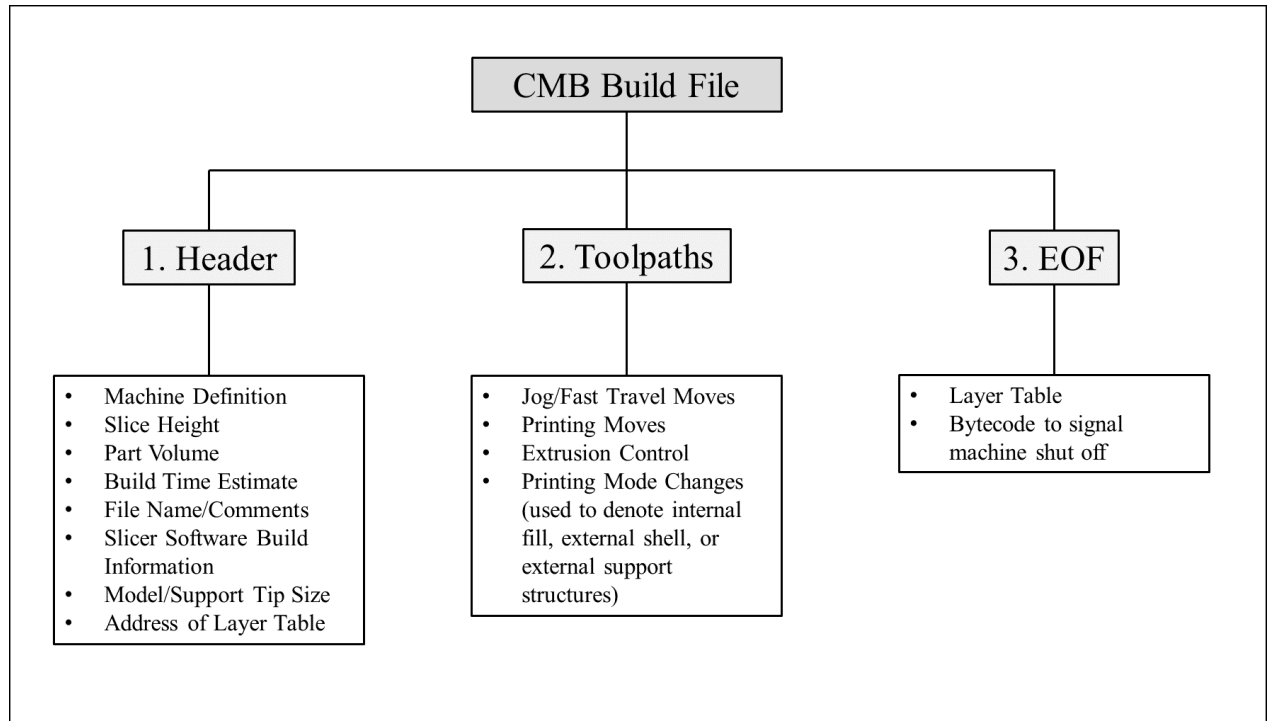 CMB Build File
1. Header
2. Toolpaths
3. EOF
• Machine Definition
• Slice Height
• Part Volume
• Build Time Estimate
• File Name/Comments
• Slicer Software Build
Information
• Model/Support Tip Size
• Address of Layer Table
• Jog/Fast Travel Moves
• Printing Moves
• Extrusion Control
• Printing Mode Changes
(used to denote internal
fill, external shell, or
external support
structures)
• Layer Table
• Bytecode to signal
machine shut off